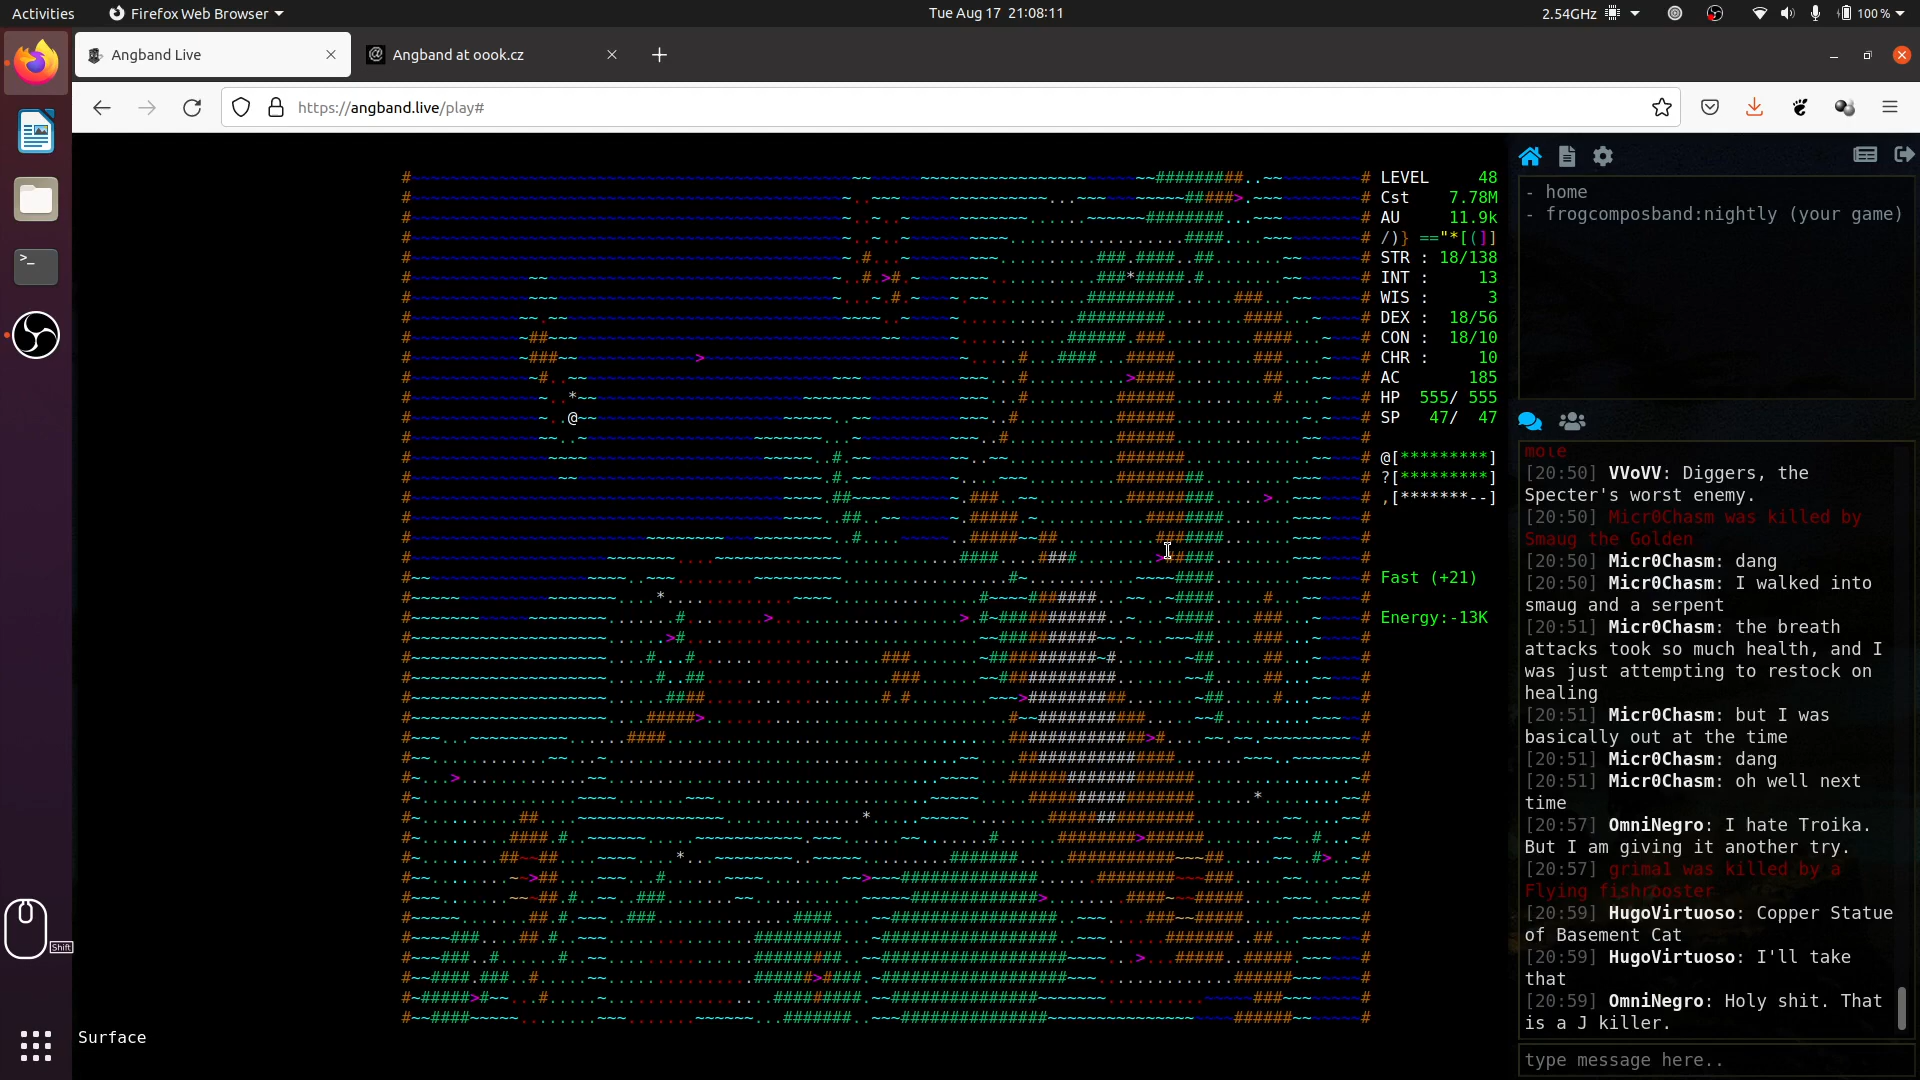 Activities
Firefox Web Browser
Tue Aug 17 21:08:11
2.54GHz
100 %
Angband Live
Angband at oook.cz
https://angband.live/play#
LEVEL 48
Cst 7.78M
AU 11.9k
/)} =="*[(]]
STR : 18/138
INT : 13
WIS : 3
DEX : 18/56
CON : 18/10
CHR : 10
AC 185
HP 555/ 555
SP 47/ 47
@[*********]
?[*********]
,[*******--]
Fast (+21)
Energy:-13K
Surface
Shift
- home
- frogcomposband:nightly (your game)
mole
[20:50] VVoVV: Diggers, the
Specter's worst enemy.
[20:50] Micr0Chasm was killed by
Smaug the Golden
[20:50] Micr0Chasm: dang
[20:50] Micr0Chasm: I walked into
smaug and a serpent
[20:51] Micr0Chasm: the breath
attacks took so much health, and I
was just attempting to restock on
healing
[20:51] Micr0Chasm: but I was
basically out at the time
[20:51] Micr0Chasm: dang
[20:51] Micr0Chasm: oh well next
time
[20:57] OmniNegro: I hate Troika.
But I am giving it another try.
[20:57] grima1 was killed by a
Flying fishrooster
[20:59] HugoVirtuoso: Copper Statue
of Basement Cat
[20:59] HugoVirtuoso: I'll take
that
[20:59] OmniNegro: Holy shit. That
is a J killer.
type message here..